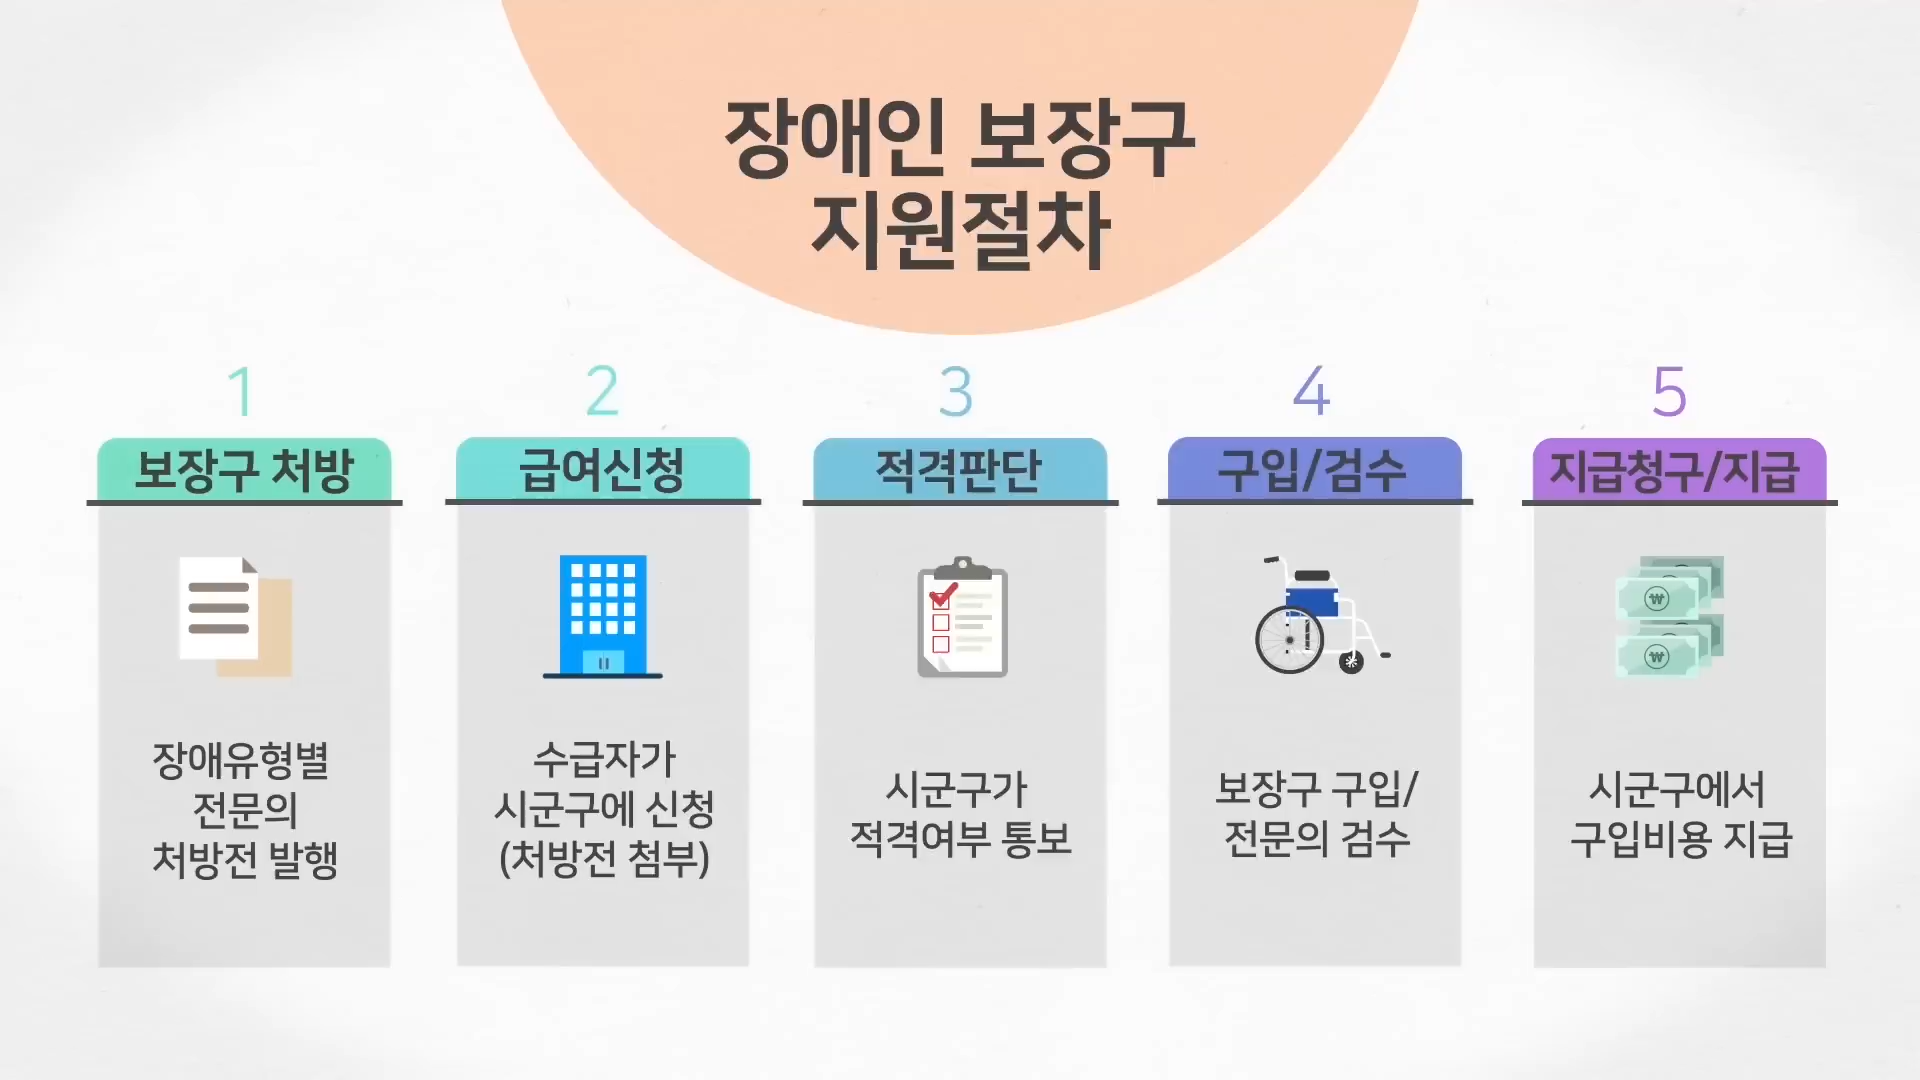 장애인 보장구
지원절차
1
보장구 처방
장애유형별
전문의
처방전 발행
2
급여신청
수급자가
시군구에 신청
(처방전 첨부)
3
적격판단
시군구가
적격여부 통보
4
구입/검수
보장구 구입/
전문의 검수
5
지급청구/지급
₩
₩
시군구에서
구입비용 지급